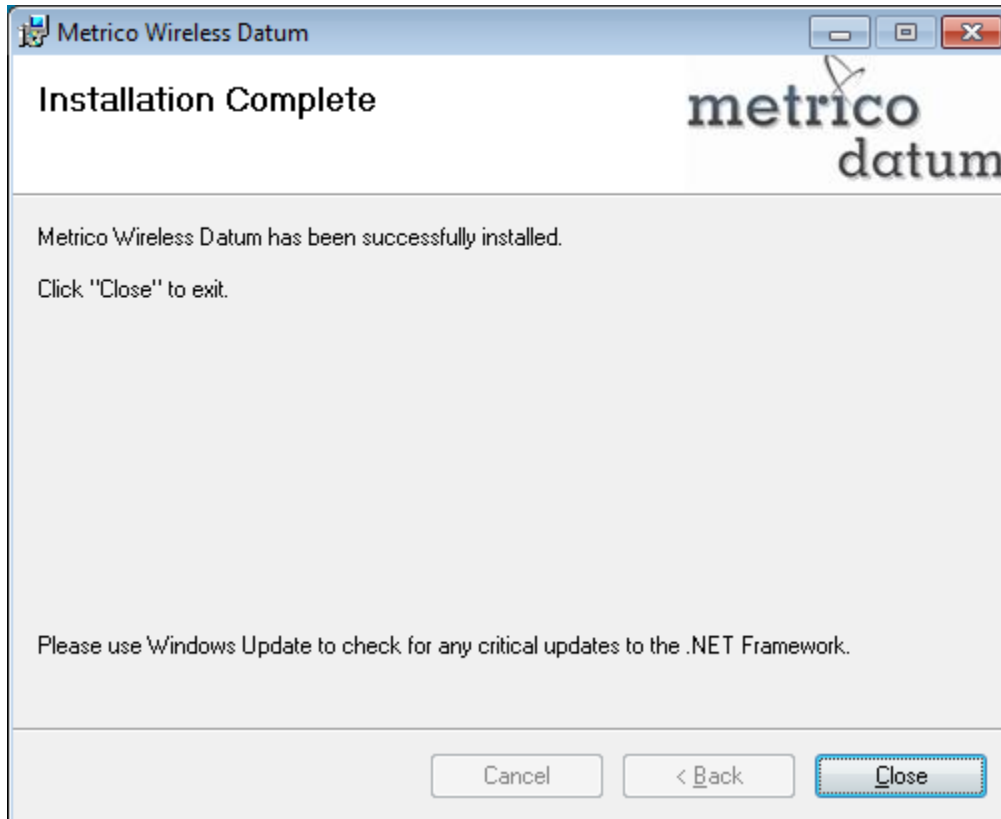 Metrico Wireless Datum
Installation Complete
metrico
datum
Metrico Wireless Datum has been successfully installed.
Click "Close" to exit.
Please use Windows Update to check for any critical updates to the .NET Framework.
Cancel < Back Close